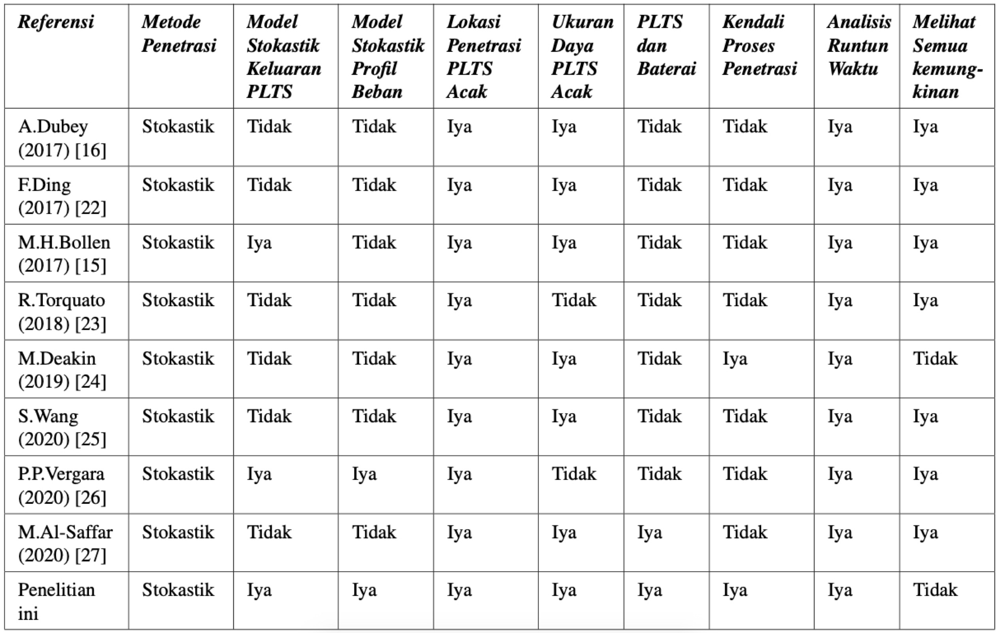 Referensi Metode Model Model Lokasi Ukuran PLTS Kendali Analisis Melihat
Penetrasi Stokastik Stokastik Penetrasi Daya dan Proses Runtun Semua
Keluaran Profil PLTS PLTS Baterai Penetrasi Waktu kemung-
PLTS Beban Acak Acak kinan
A.Dubey Stokastik Tidak Tidak Iya Iya Tidak Tidak Iya Iya
(2017) [16]
F.Ding Stokastik Tidak Tidak Iya Iya Tidak Tidak Iya Iya
(2017) [22]
M.H.Bollen Stokastik Iya Tidak Iya Iya Tidak Tidak Iya Iya
(2017) [15]
R.Torquato Stokastik Tidak Tidak Iya Tidak Tidak Tidak Iya Iya
(2018) [23]
M.Deakin Stokastik Tidak Tidak Iya Iya Tidak Iya Iya Tidak
(2019) [24]
S.Wang Stokastik Tidak Tidak Iya Iya Tidak Tidak Iya Iya
(2020) [25]
P.P.Vergara Stokastik Iya Iya Iya Tidak Tidak Tidak Iya Iya
(2020) [26]
M.Al-Saffar Stokastik Tidak Tidak Iya Iya Iya Tidak Iya Iya
(2020) [27]
Penelitian Stokastik Iya Iya Iya Iya Iya Iya Iya Tidak
ini